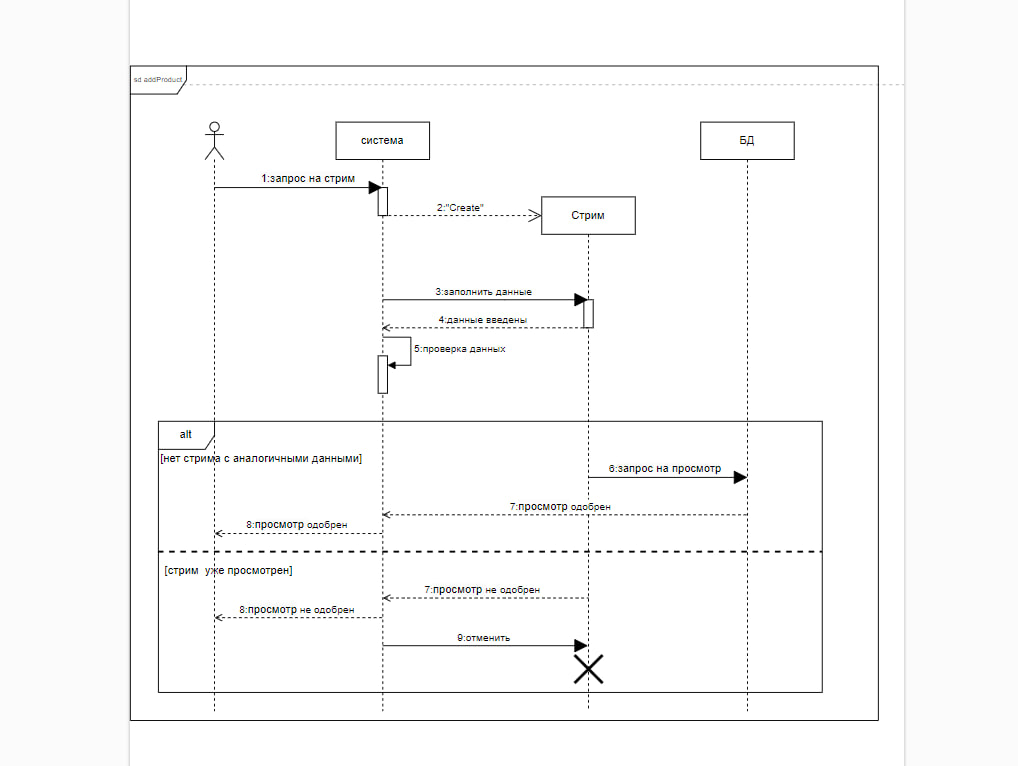 sd addProduct
система
БД
1:запрос на стрим
2:"Create"
Стрим
3:заполнить данные
4:данные введены
5:проверка данных
alt
[нет стрима с аналогичными данными]
6:запрос на просмотр
7:просмотр одобрен
8:просмотр одобрен
[стрим  уже просмотрен]
7:просмотр не одобрен
8:просмотр не одобрен
9:отменить